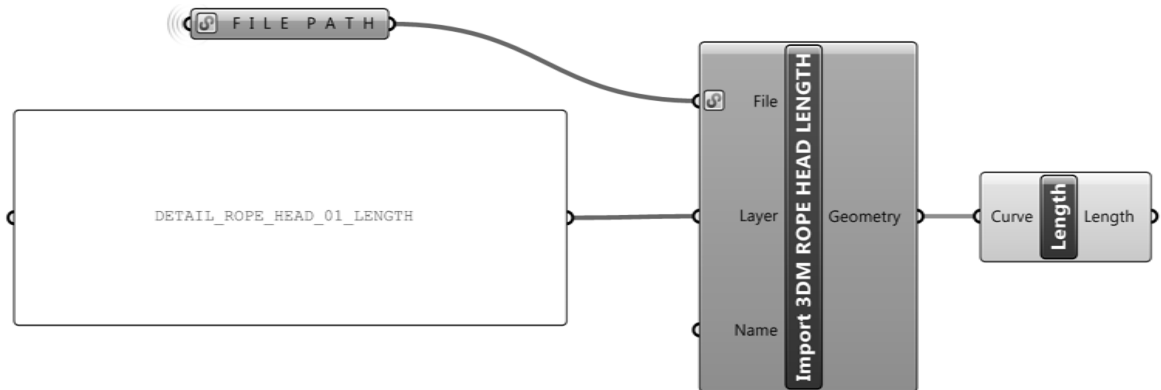 FILE PATH
DETAIL_ROPE_HEAD_01_LENGTH
File
Layer
Name
Import 3DM ROPE HEAD LENGTH
Geometry
Curve
Length
Length